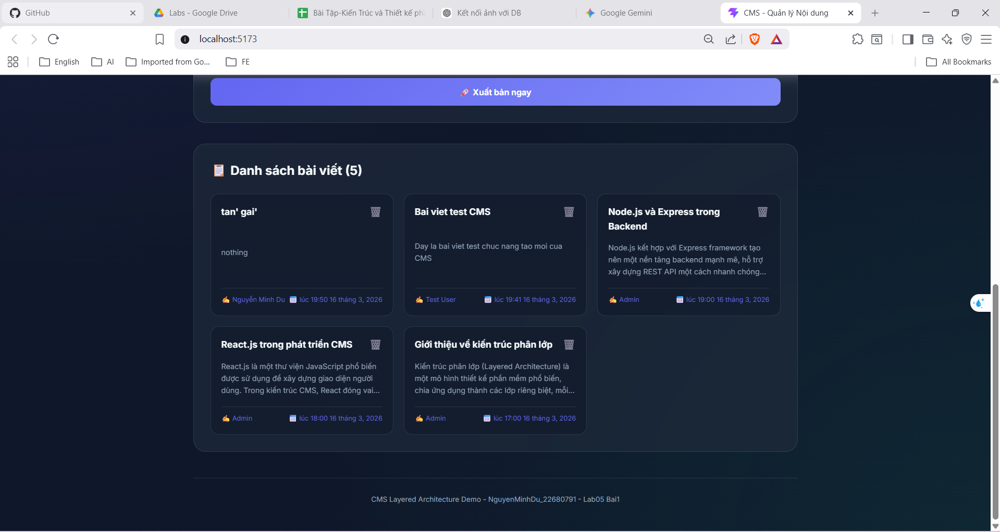 GitHub
Labs - Google Drive
Bài Tập-Kiến Trúc và Thiết kế
Kết nối ảnh với DB
Google Gemini
CMS - Quản lý Nội dung
localhost:5173
English
AI
Imported from Go...
FE
All Bookmarks
🚀 Xuất bản ngay
📋 Danh sách bài viết (5)
tan' gai'
nothing
✍️ Nguyễn Minh Du 📅 lúc 19:50 16 tháng 3, 2026
Bai viet test CMS
Day la bai viet test chuc nang tao moi cua
CMS
✍️ Test User 📅 lúc 19:41 16 tháng 3, 2026
Node.js và Express trong
Backend
Node.js kết hợp với Express framework tạo
nên một nền tảng backend mạnh mẽ, hỗ trợ
xây dựng REST API một cách nhanh chóng...
✍️ Admin 📅 lúc 19:00 16 tháng 3, 2026
React.js trong phát triển CMS
React.js là một thư viện JavaScript phổ biến
được sử dụng để xây dựng giao diện người
dùng. Trong kiến trúc CMS, React đóng vai...
✍️ Admin 📅 lúc 18:00 16 tháng 3, 2026
Giới thiệu về kiến trúc phân lớp
Kiến trúc phân lớp (Layered Architecture) là
một mô hình thiết kế phần mềm phổ biến,
chia ứng dụng thành các lớp riêng biệt, mỗi...
✍️ Admin 📅 lúc 17:00 16 tháng 3, 2026
CMS Layered Architecture Demo - NguyenMinhDu_22680791 - Lab05 Bai1